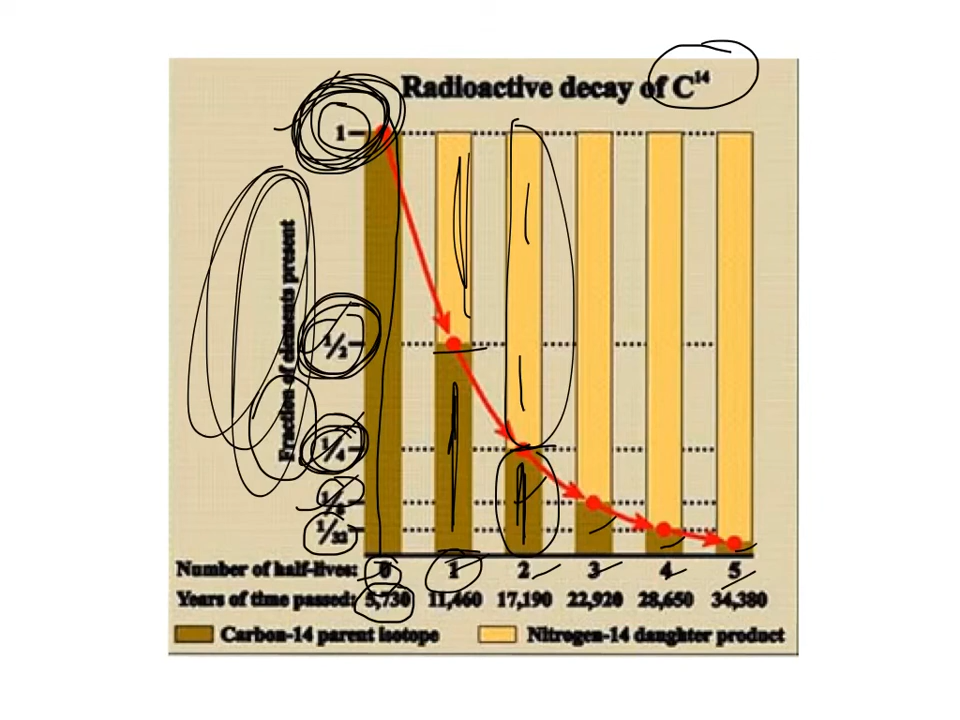 Radioactive decay of C¹⁴
1
Fraction of elements present
1/2
1/4
1/8
1/32
Number of half-lives: 0 1 2 3 4 5
Years of time passed: 5,730 11,460 17,190 22,920 28,650 34,380
Carbon-14 parent isotope Nitrogen-14 daughter product